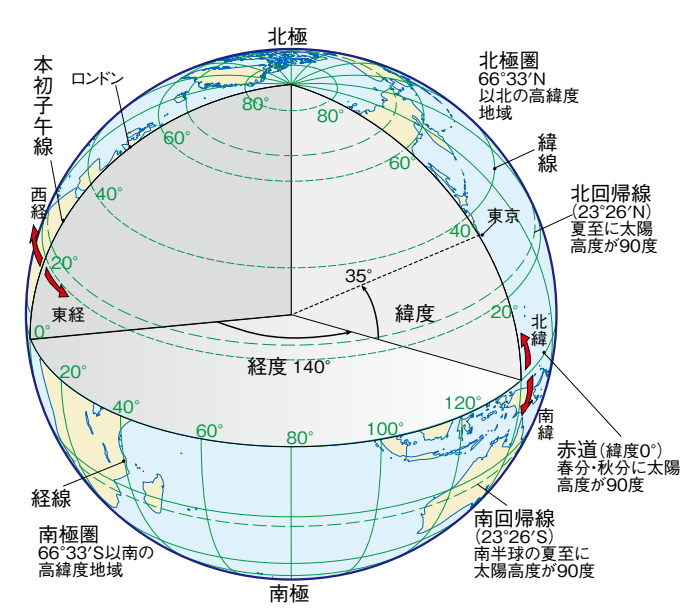 北極
本初子午線
ロンドン
北極圏
66°33′N
以北の高緯度
地域
80°
80°
60°
60°
緯線
西経
40°
北回帰線
(23°26′N)
夏至に太陽
高度が90度
東京
40°
20°
35°
東経
緯度
20°
北緯
0°
経度 140°
20°
40°
60°
80°
100°
120°
南緯
赤道(緯度0°)
春分・秋分に太陽
高度が90度
経線
南回帰線
(23°26′S)
南半球の夏至に
太陽高度が90度
南極圏
66°33′S以南の
高緯度地域
南極